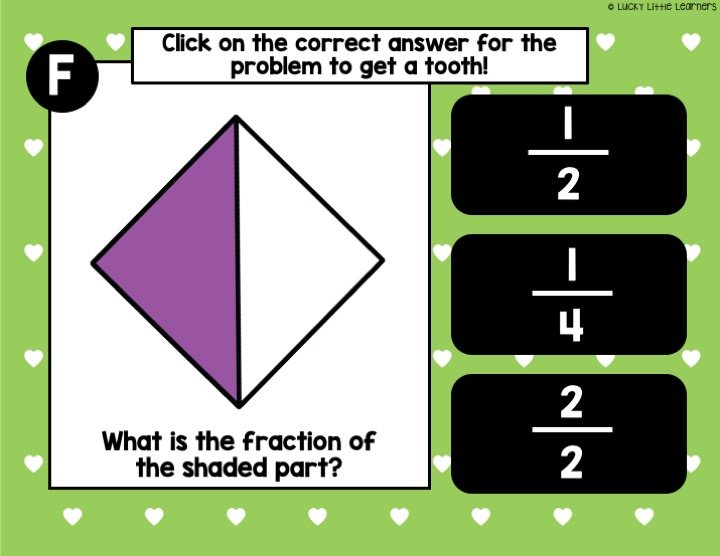 © Lucky Little Learners
Click on the correct answer for the
problem to get a tooth!
F
1
2
1
4
2
2
What is the fraction of
the shaded part?